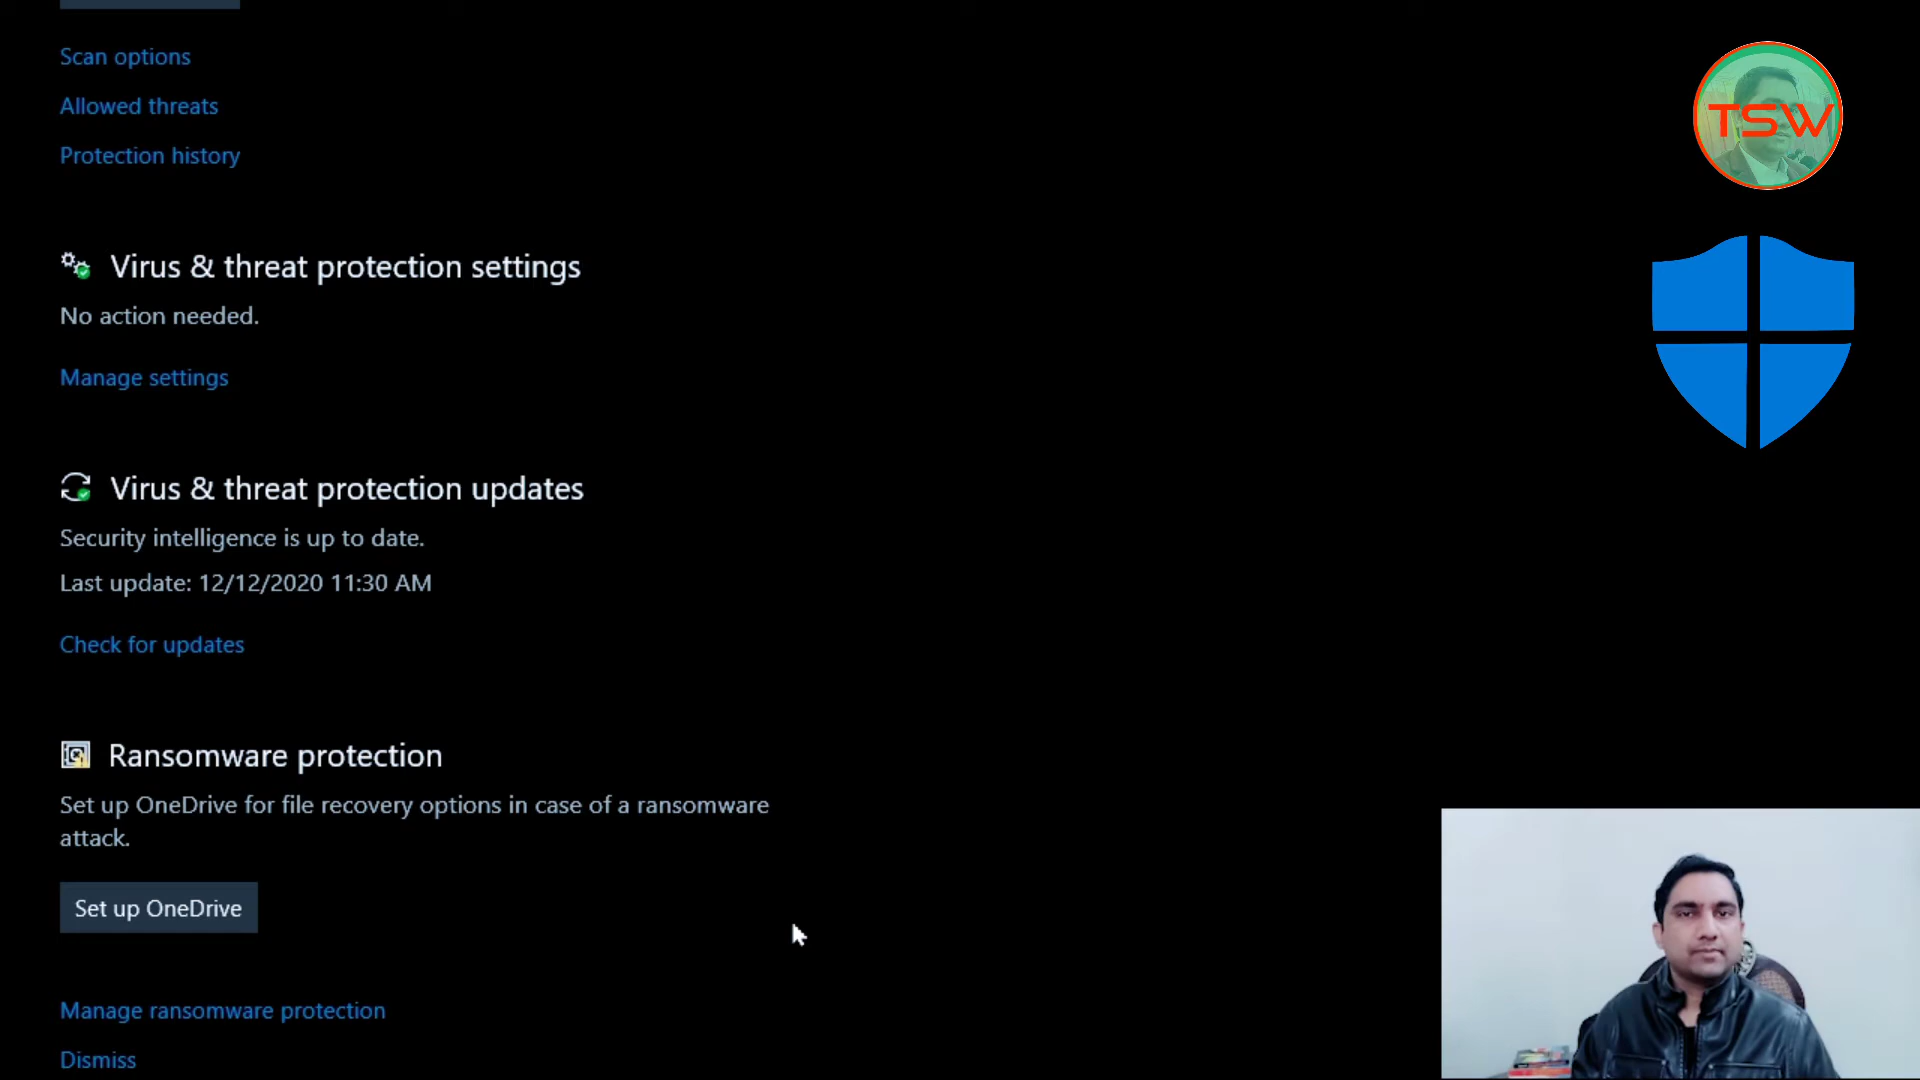 Scan options
Allowed threats
Protection history
TSW
Virus & threat protection settings
No action needed.
Manage settings
Virus & threat protection updates
Security intelligence is up to date.
Last update: 12/12/2020 11:30 AM
Check for updates
Ransomware protection
Set up OneDrive for file recovery options in case of a ransomware
attack.
Set up OneDrive
Manage ransomware protection
Dismiss